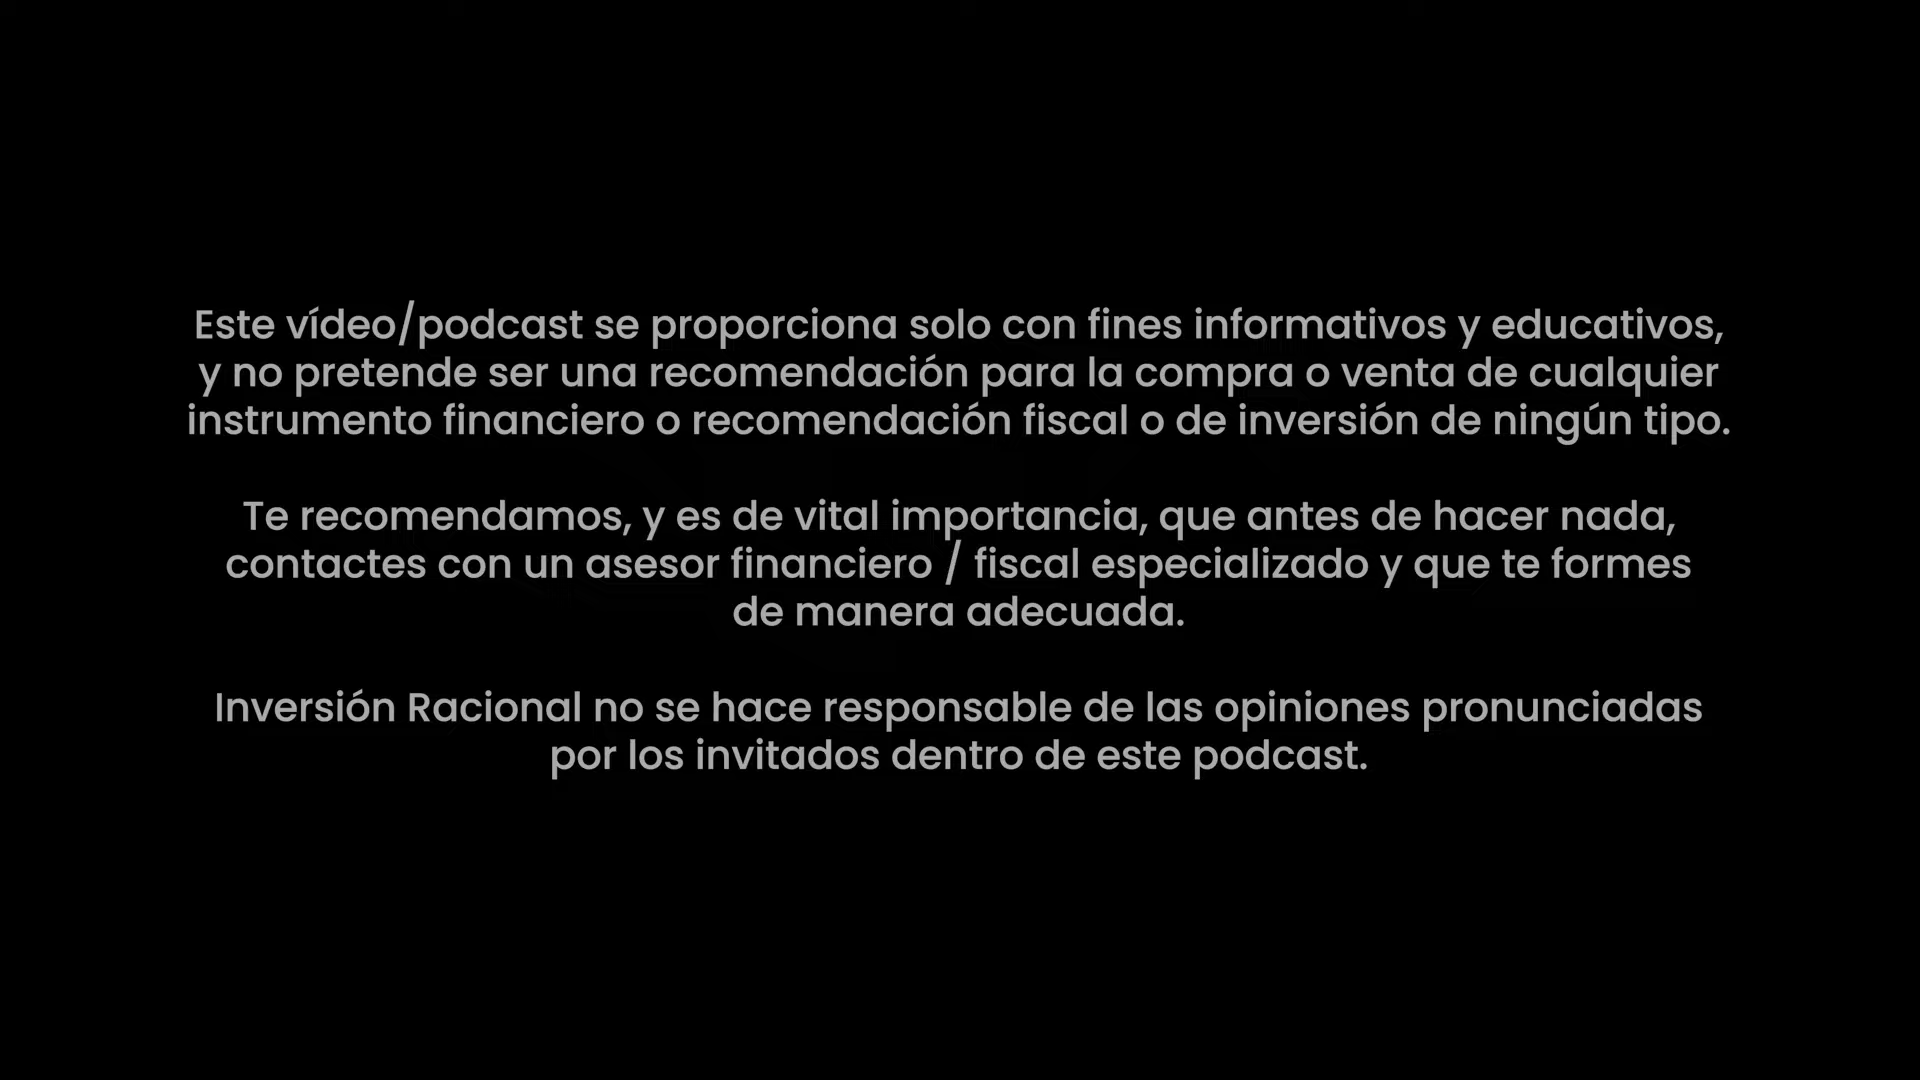 Este vídeo/podcast se proporciona solo con fines informativos y educativos,
y no pretende ser una recomendación para la compra o venta de cualquier
instrumento financiero o recomendación fiscal o de inversión de ningún tipo.
Te recomendamos, y es de vital importancia, que antes de hacer nada,
contactes con un asesor financiero / fiscal especializado y que te formes
de manera adecuada.
Inversión Racional no se hace responsable de las opiniones pronunciadas
por los invitados dentro de este podcast.